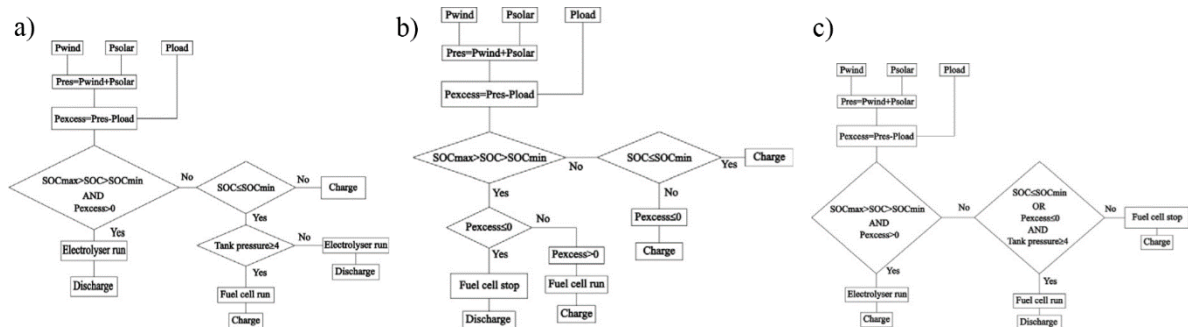 a)
Pwind
Psolar
Pload
Pres=Pwind+Psolar
Pexcess=Pres-Pload
SOCmax>SOC>SOCmin
AND
Pexcess>0
No
SOC≤SOCmin
No
Charge
Yes
Electrolyser run
Discharge
Yes
Tank pressure≥4
No
Electrolyser run
Discharge
Yes
Fuel cell run
Charge
b)
Pwind
Psolar
Pload
Pres=Pwind+Psolar
Pexcess=Pres-Pload
SOCmax>SOC>SOCmin
No
SOC≤SOCmin
Yes
Charge
Yes
No
Pexcess≤0
Charge
Pexcess≤0
No
Pexcess>0
Fuel cell run
Charge
Yes
Fuel cell stop
Discharge
c)
Pwind
Psolar
Pload
Pres=Pwind+Psolar
Pexcess=Pres-Pload
SOCmax>SOC>SOCmin
AND
Pexcess>0
No
SOC≤SOCmin
OR
Pexcess≤0
AND
Tank pressure≥4
No
Fuel cell stop
Charge
Yes
Electrolyser run
Charge
Yes
Fuel cell run
Discharge